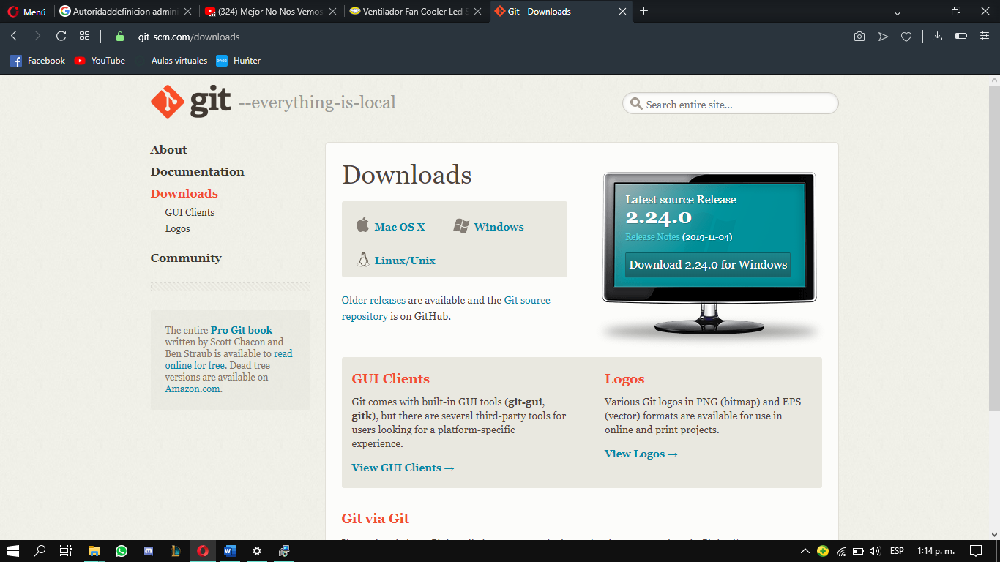 Menú
Autoridaddefinicion admini
(324) Mejor No Nos Vemos
Ventilador Fan Cooler Led S
Git - Downloads
git-scm.com/downloads
Facebook
YouTube
Aulas virtuales
Huńter
git --everything-is-local
Search entire site...
About
Documentation
Downloads
GUI Clients
Logos
Community
The entire Pro Git book
written by Scott Chacon and
Ben Straub is available to read
online for free. Dead tree
versions are available on
Amazon.com.
Downloads
Mac OS X
Windows
Linux/Unix
Older releases are available and the Git source
repository is on GitHub.
Latest source Release
2.24.0
Release Notes (2019-11-04)
Download 2.24.0 for Windows
GUI Clients
Git comes with built-in GUI tools (git-gui,
gitk), but there are several third-party tools for
users looking for a platform-specific
experience.
View GUI Clients →
Logos
Various Git logos in PNG (bitmap) and EPS
(vector) formats are available for use in
online and print projects.
View Logos →
Git via Git
ESP
1:14 p. m.